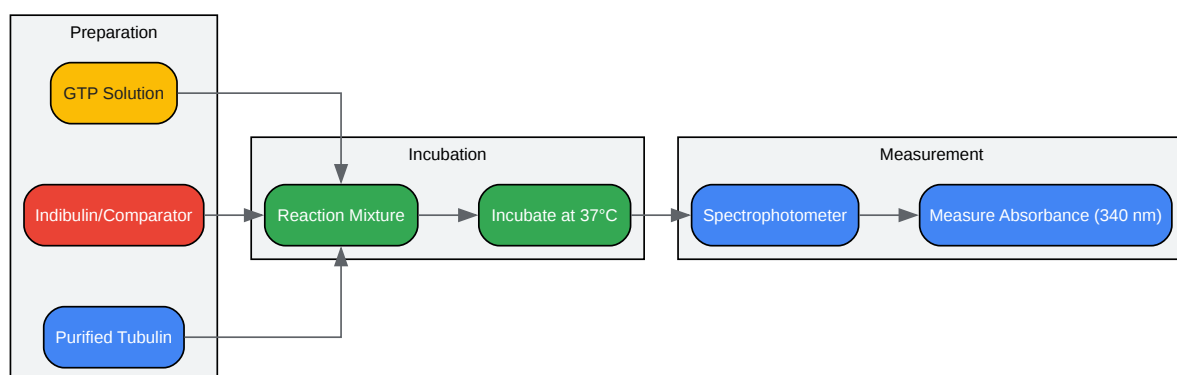 Preparation
GTP Solution
Indibulin/Comparator
Purified Tubulin
Incubation
Reaction Mixture
Incubate at 37°C
Measurement
Spectrophotometer
Measure Absorbance (340 nm)